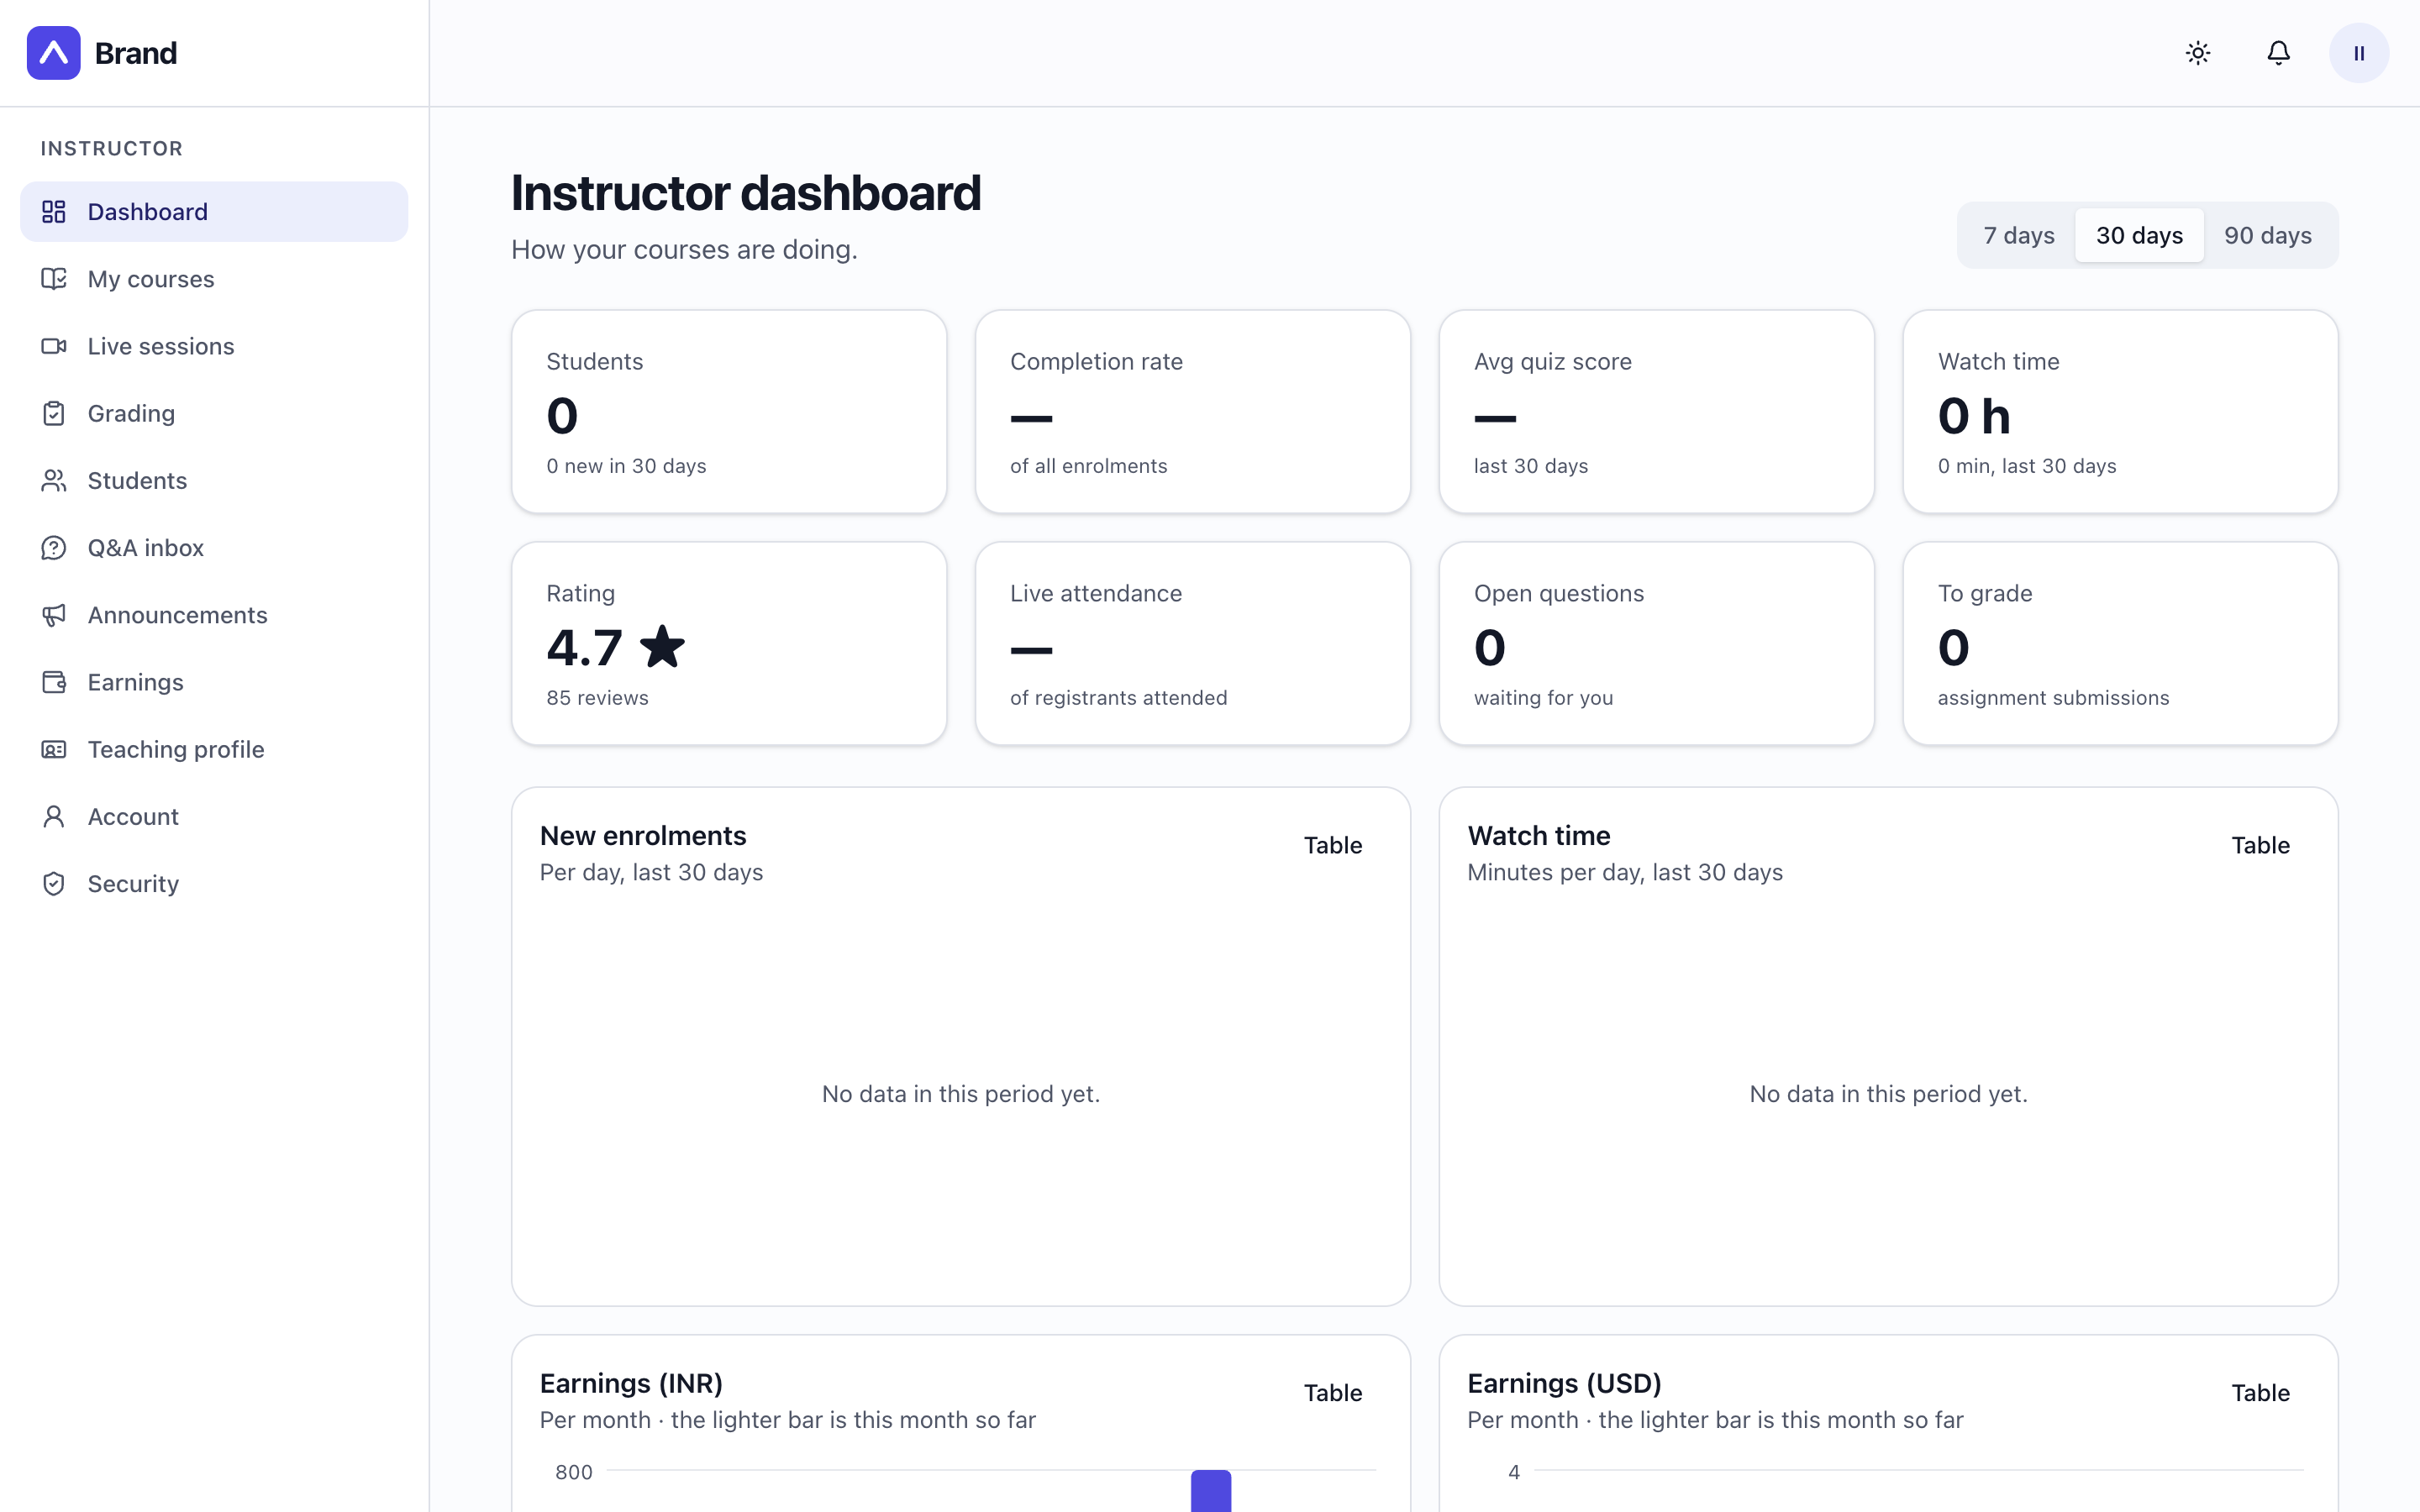 Brand
INSTRUCTOR
Dashboard
My courses
Live sessions
Grading
Students
Q&A inbox
Announcements
Earnings
Teaching profile
Account
Security
II
Instructor dashboard
How your courses are doing.
7 days 30 days 90 days
Students
0
0 new in 30 days
Completion rate
—
of all enrolments
Avg quiz score
—
last 30 days
Watch time
0 h
0 min, last 30 days
Rating
4.7 ★
85 reviews
Live attendance
—
of registrants attended
Open questions
0
waiting for you
To grade
0
assignment submissions
New enrolments
Per day, last 30 days
Table
No data in this period yet.
Watch time
Minutes per day, last 30 days
Table
No data in this period yet.
Earnings (INR)
Per month · the lighter bar is this month so far
Table
800
Earnings (USD)
Per month · the lighter bar is this month so far
Table
4